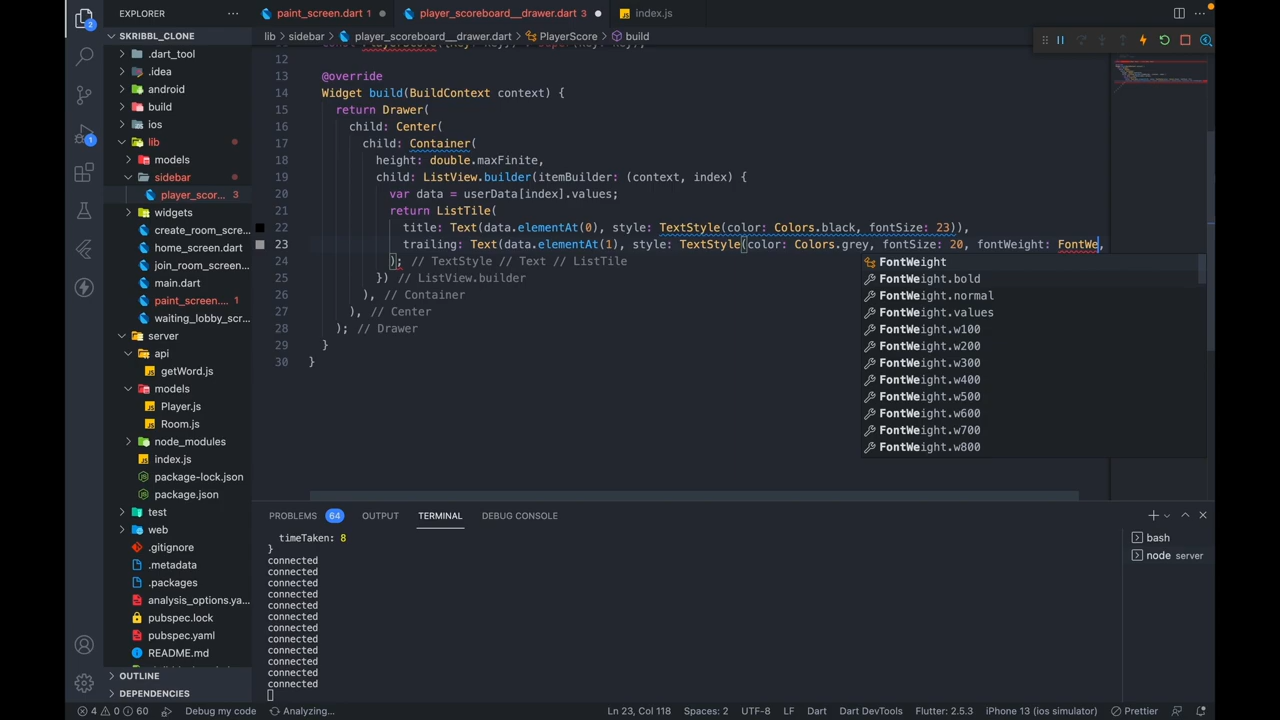 EXPLORER
SKRIBBL_CLONE
.dart_tool
.idea
android
build
ios
lib
models
sidebar
player_scor... 3
widgets
create_room_scre...
home_screen.dart
join_room_screen...
main.dart
paint_screen.... 1
waiting_lobby_scr...
server
api
getWord.js
models
Player.js
Room.js
node_modules
index.js
package-lock.json
package.json
test
web
.gitignore
.metadata
.packages
analysis_options.ya...
pubspec.lock
pubspec.yaml
README.md
OUTLINE
DEPENDENCIES
2
1
paint_screen.dart 1
player_scoreboard__drawer.dart 3
index.js
lib > sidebar > player_scoreboard__drawer.dart > PlayerScore > build
12
13 @override
14 Widget build(BuildContext context) {
15 return Drawer(
16 child: Center(
17 child: Container(
18 height: double.maxFinite,
19 child: ListView.builder(itemBuilder: (context, index) {
20 var data = userData[index].values;
21 return ListTile(
22 title: Text(data.elementAt(0), style: TextStyle(color: Colors.black, fontSize: 23)),
23 trailing: Text(data.elementAt(1), style: TextStyle(color: Colors.grey, fontSize: 20, fontWeight: FontWe,
24 ); // TextStyle // Text // ListTile
25 }) // ListView.builder
26 ), // Container
27 ), // Center
28 ); // Drawer
29 }
30 }
FontWeight
FontWeight.bold
FontWeight.normal
FontWeight.values
FontWeight.w100
FontWeight.w200
FontWeight.w300
FontWeight.w400
FontWeight.w500
FontWeight.w600
FontWeight.w700
FontWeight.w800
PROBLEMS 64 OUTPUT TERMINAL DEBUG CONSOLE
timeTaken: 8
}
connected
connected
connected
connected
connected
connected
connected
connected
connected
connected
connected
connected
bash
node server
4 0 60 Debug my code Analyzing... Ln 23, Col 118 Spaces: 2 UTF-8 LF Dart Dart DevTools Flutter: 2.5.3 iPhone 13 (ios simulator) Prettier